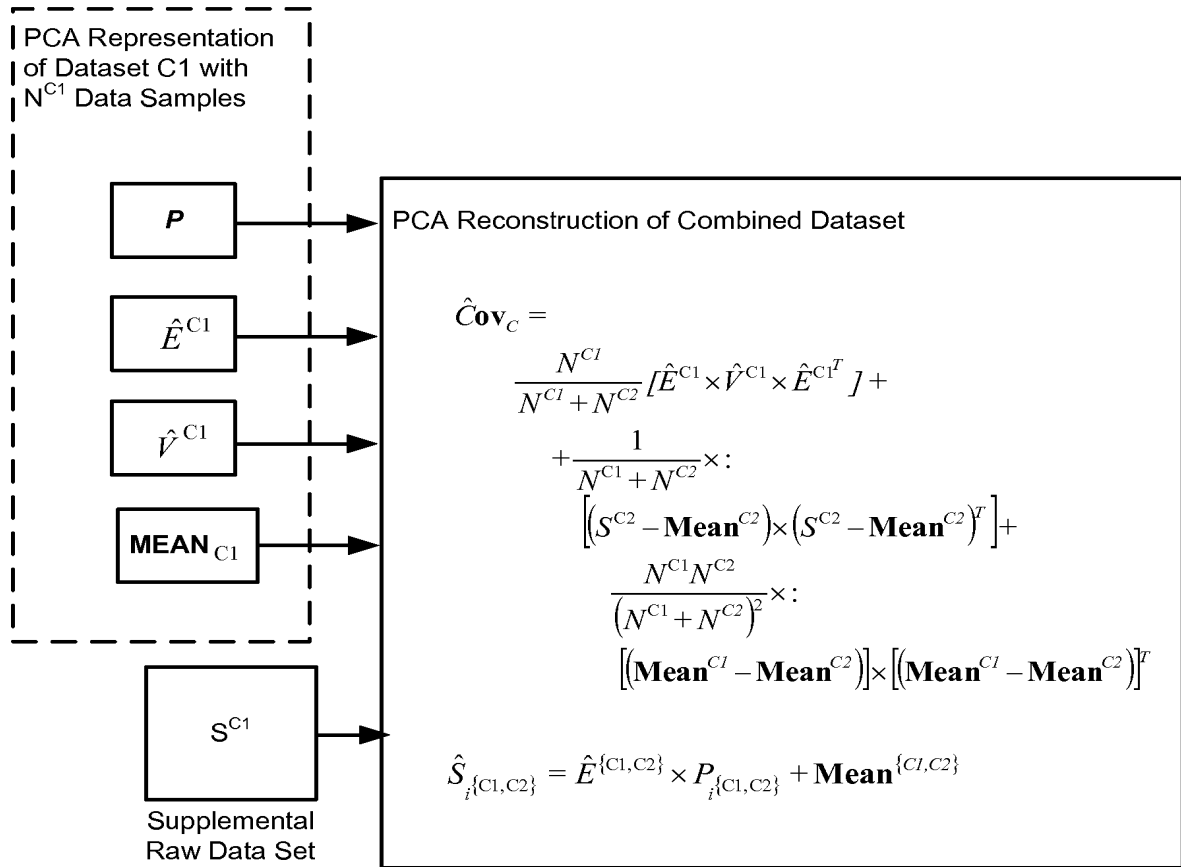 PCA Representation
of Dataset C1 with
N^C1 Data Samples
P
Ê^C1
V̂^C1
MEAN_C1
S^C1
Supplemental
Raw Data Set
PCA Reconstruction of Combined Dataset
Ĉov_C =
N^C1 / (N^C1 + N^C2) [Ê^C1 × V̂^C1 × Ê^C1^T ] +
+ 1 / (N^C1 + N^C2) × :
[(S^C2 − Mean^C2) × (S^C2 − Mean^C2)^T] +
N^C1 N^C2 / (N^C1 + N^C2)^2 × :
[(Mean^C1 − Mean^C2)] × [(Mean^C1 − Mean^C2)]^T
Ŝ_i{C1,C2} = Ê^{C1,C2} × P_i{C1,C2} + Mean^{C1,C2}